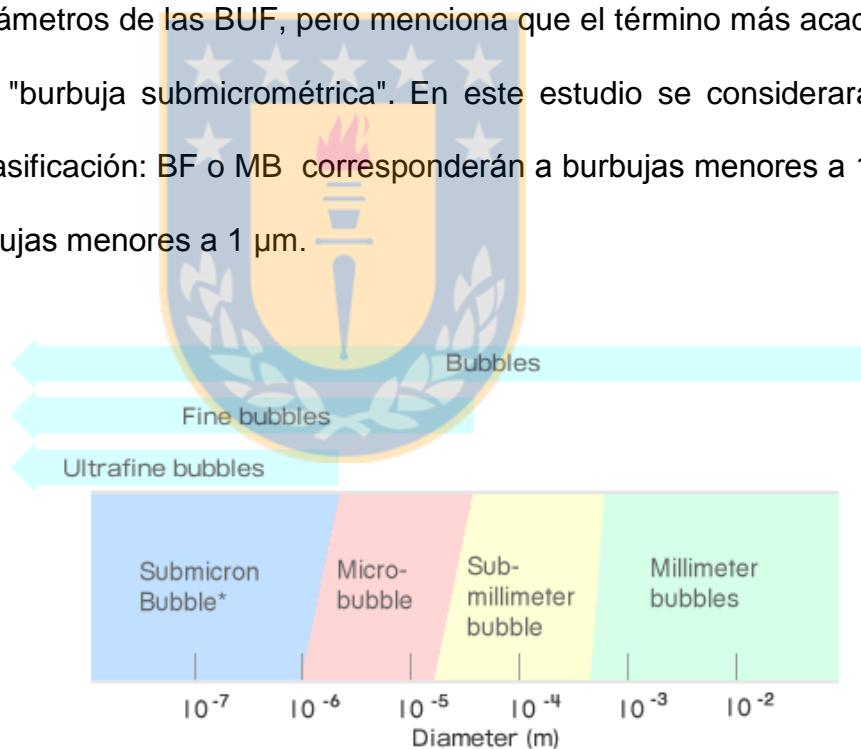 ámetros de las BUF, pero menciona que el término más acad
"burbuja submicrométrica". En este estudio se considerara
asificación: BF o MB corresponderán a burbujas menores a 1
ujas menores a 1 µm.
Bubbles
Fine bubbles
Ultrafine bubbles
Submicron
Bubble*
Micro-
bubble
Sub-
millimeter
bubble
Millimeter
bubbles
10⁻⁷ 10⁻⁶ 10⁻⁵ 10⁻⁴ 10⁻³ 10⁻²
Diameter (m)